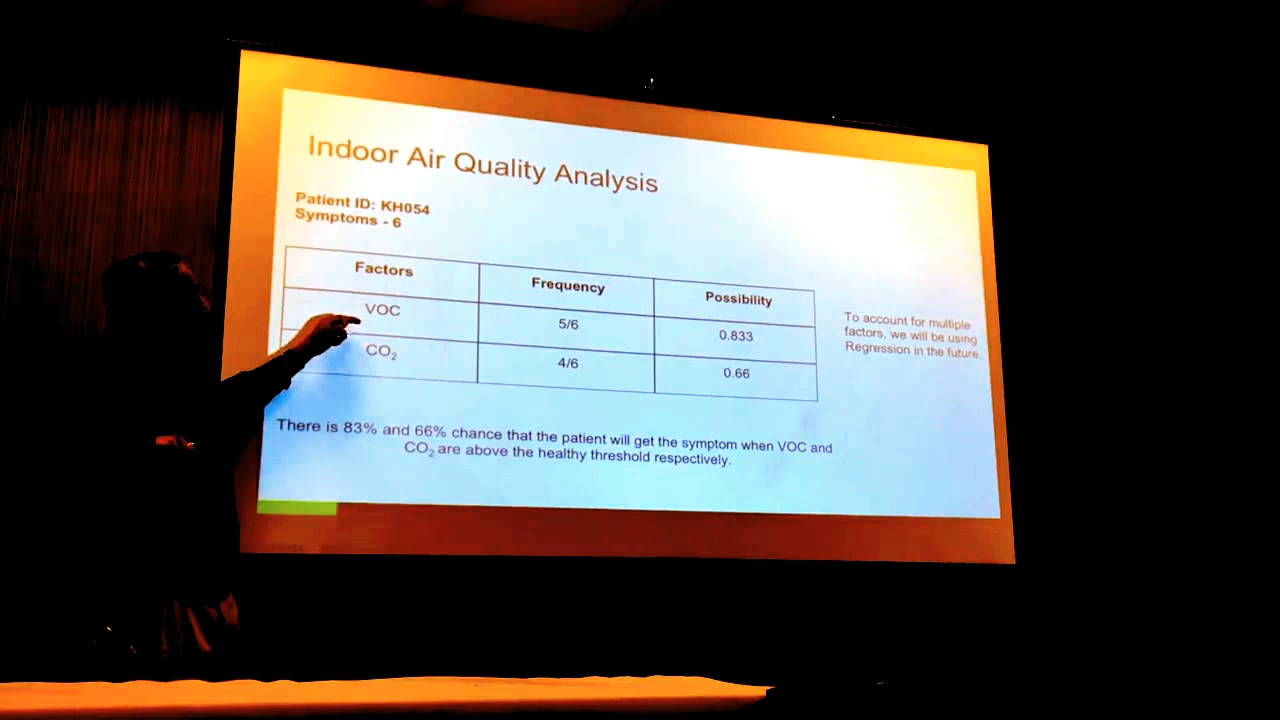 Indoor Air Quality Analysis
Patient ID: KH054
Symptoms - 6
Factors Frequency Possibility
VOC 5/6 0.833
CO₂ 4/6 0.66
To account for multiple
factors, we will be using
Regression in the future.
There is 83% and 66% chance that the patient will get the symptom when VOC and
CO₂ are above the healthy threshold respectively.